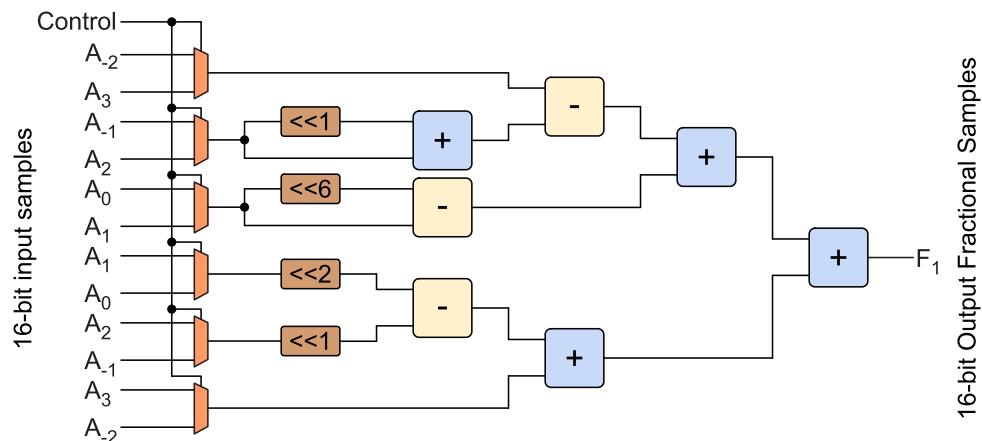 Control
A-2
A3
A-1
A2
A0
A1
A1
A0
A2
A-1
A3
A-2
16-bit input samples
<<1
<<6
<<2
<<1
+
-
-
-
+
+
+
F1
16-bit Output Fractional Samples